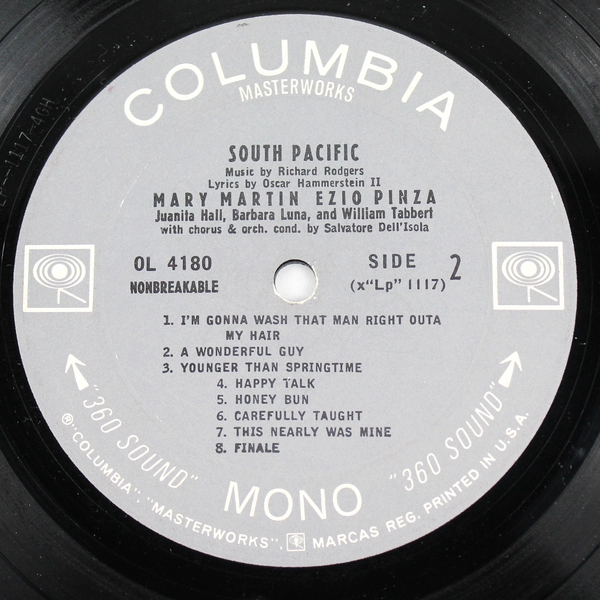 COLUMBIA
MASTERWORKS
SOUTH PACIFIC
Music by Richard Rodgers
Lyrics by Oscar Hammerstein II
MARY MARTIN EZIO PINZA
Juanita Hall, Barbara Luna, and William Tabbert
with chorus & orch. cond. by Salvatore Dell'Isola
OL 4180
NONBREAKABLE
SIDE 2
(x"Lp" 1117)
1. I'M GONNA WASH THAT MAN RIGHT OUTA
MY HAIR
2. A WONDERFUL GUY
3. YOUNGER THAN SPRINGTIME
4. HAPPY TALK
5. HONEY BUN
6. CAREFULLY TAUGHT
7. THIS NEARLY WAS MINE
8. FINALE
"360 SOUND"
MONO
"360 SOUND"
®"COLUMBIA", "MASTERWORKS", MARCAS REG. PRINTED IN U.S.A.